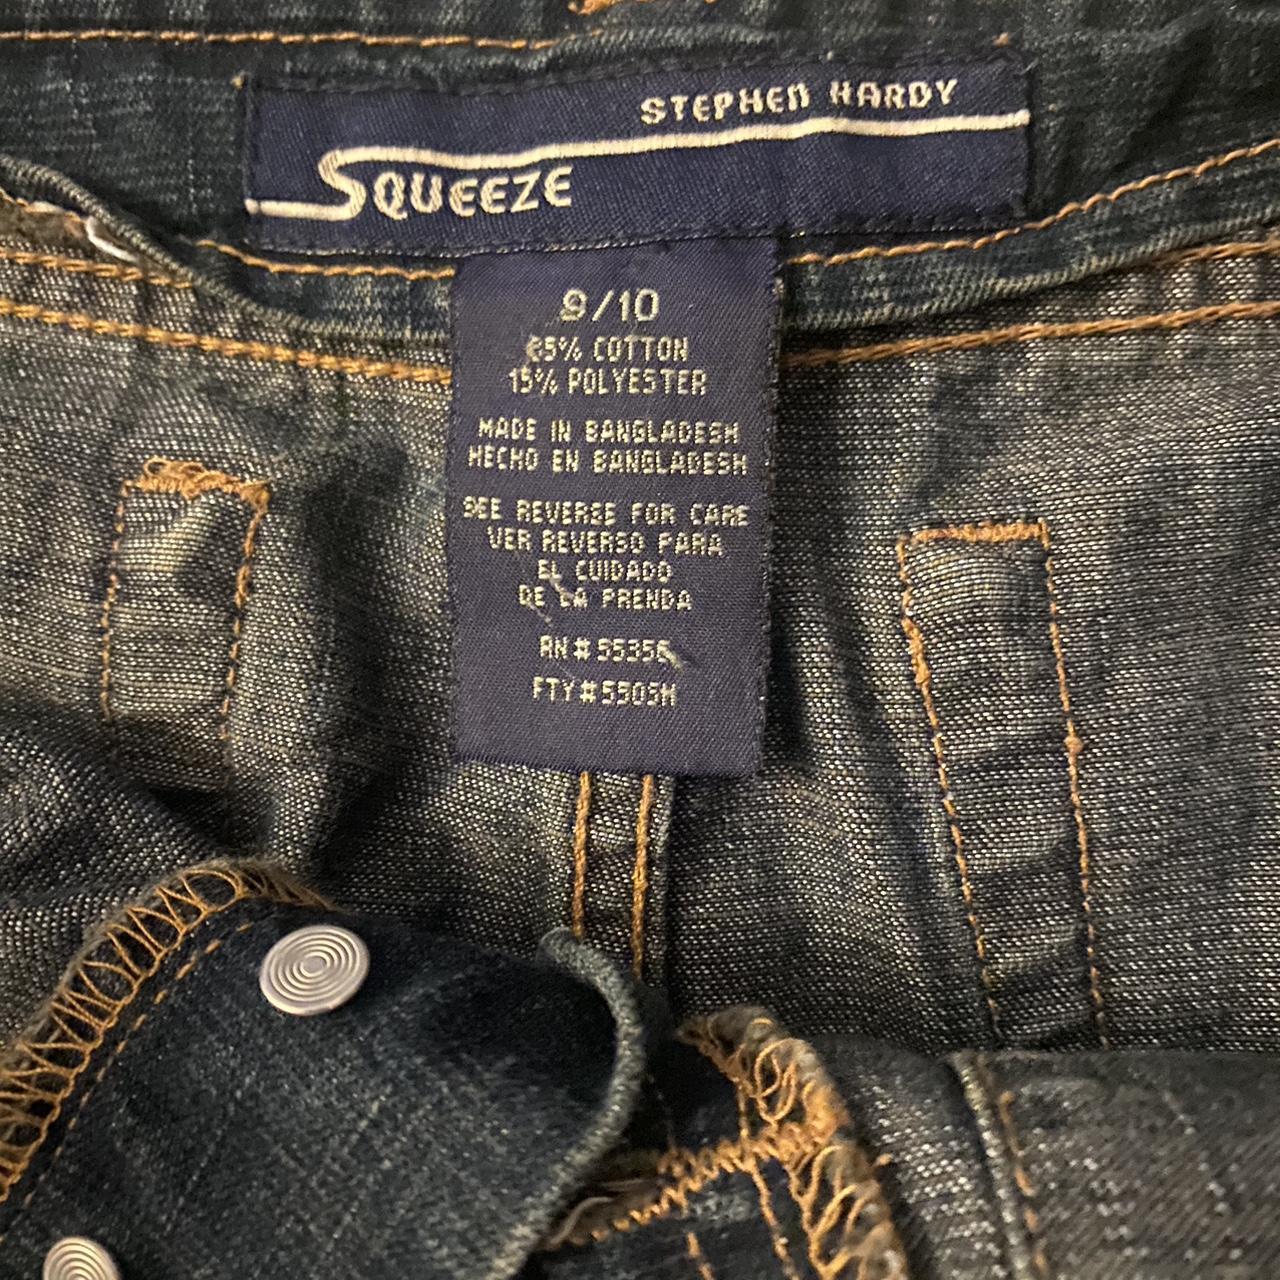 STEPHEN HARDY
SQUEEZE
9/10
85% COTTON
15% POLYESTER
MADE IN BANGLADESH
HECHO EN BANGLADESH
SEE REVERSE FOR CARE
VER REVERSO PARA
EL CUIDADO
DE LA PRENDA
RN # 55356
FTY # 5505M